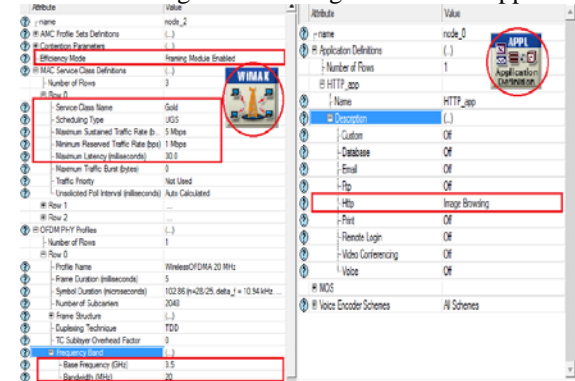 Attribute Value
name node_2
AMC Profile Sets Definitions (...)
Contention Parameters (...)
Efficiency Mode Framing Module Enabled
MAC Service Class Definitions (...)
Number of Rows 3
Row 0
Service Class Name Gold
Scheduling Type UGS
Maximum Sustained Traffic Rate (b... 5 Mbps
Minimum Reserved Traffic Rate (bps) 1 Mbps
Maximum Latency (milliseconds) 30.0
Maximum Traffic Burst (bytes) 0
Traffic Priority Not Used
Unsolicited Poll Interval (milliseconds) Auto Calculated
Row 1 ...
Row 2 ...
OFDM PHY Profiles (...)
Number of Rows 1
Row 0
Profile Name WirelessOFDMA 20 MHz
Frame Duration (milliseconds) 5
Symbol Duration (microseconds) 102.86 (n=28/25, delta_f = 10.94 kHz ...
Number of Subcarriers 2048
Frame Structure (...)
Duplexing Technique TDD
TC Sublayer Overhead Factor 0
Frequency Band (...)
Base Frequency (GHz) 3.5
Bandwidth (MHz) 20
WIMAX
Attribute Value
name node_0
Application Definitions (...)
Number of Rows 1
HTTP_app
Name HTTP_app
Description (...)
Custom Off
Database Off
Email Off
Ftp Off
Http Image Browsing
Print Off
Remote Login Off
Video Conferencing Off
Voice Off
MOS
Voice Encoder Schemes All Schemes
APPL
Application
Definition